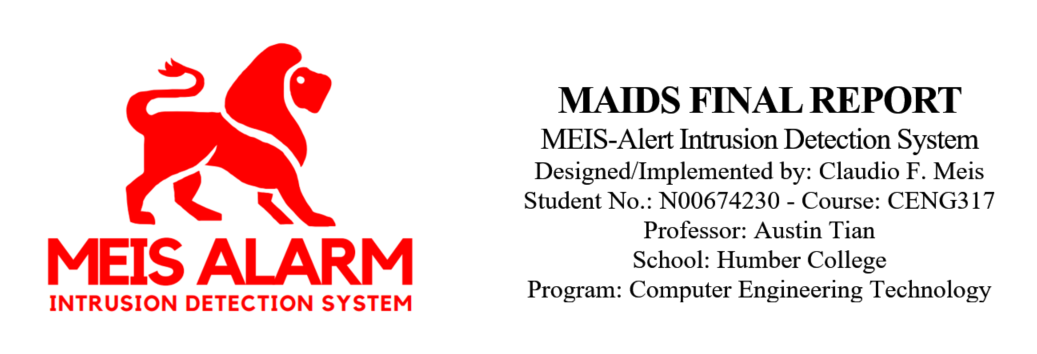 MEIS ALARM
INTRUSION DETECTION SYSTEM
MAIDS FINAL REPORT
MEIS-Alert Intrusion Detection System
Designed/Implemented by: Claudio F. Meis
Student No.: N00674230 - Course: CENG317
Professor: Austin Tian
School: Humber College
Program: Computer Engineering Technology